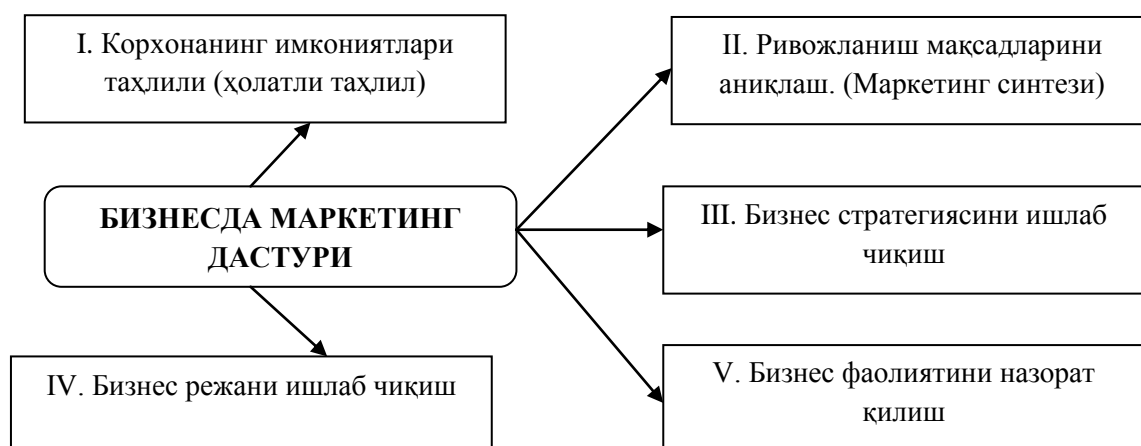 I. Корхонанинг имкониятлари
таҳлили (ҳолатли таҳлил)
II. Ривожланиш мақсадларини
аниқлаш. (Маркетинг синтези)
БИЗНЕСДА МАРКЕТИНГ
ДАСТУРИ
III. Бизнес стратегиясини ишлаб
чиқиш
IV. Бизнес режани ишлаб чиқиш
V. Бизнес фаолиятини назорат
қилиш